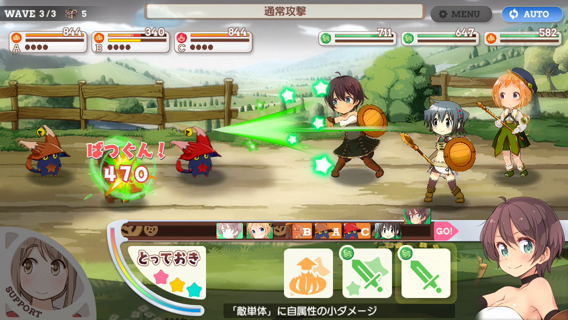 WAVE 3/3 5
通常攻撃
MENU
AUTO
844
A
340
B
844
C
711
647
582
ばつぐん!
470
B A C GO!
とっておき
SUPPORT
「敵単体」に自属性の小ダメージ